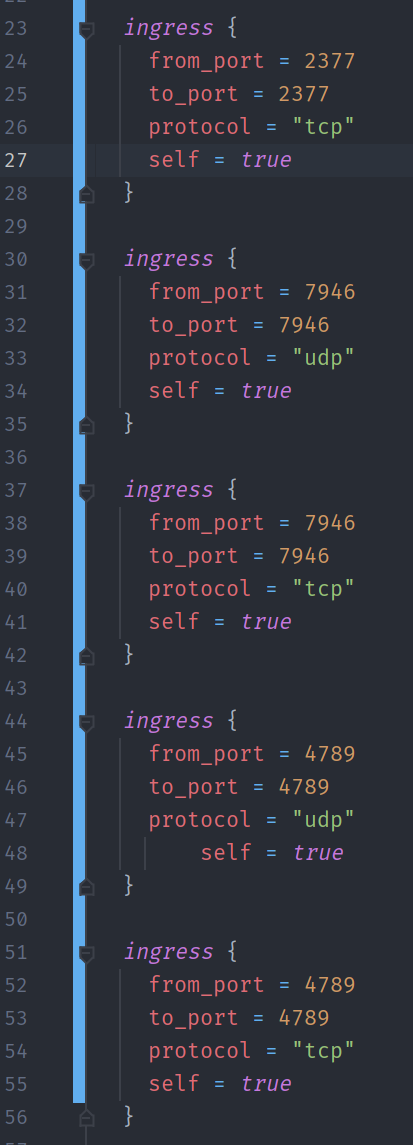 23 ingress {
24 from_port = 2377
25 to_port = 2377
26 protocol = "tcp"
27 self = true
28 }
29
30 ingress {
31 from_port = 7946
32 to_port = 7946
33 protocol = "udp"
34 self = true
35 }
36
37 ingress {
38 from_port = 7946
39 to_port = 7946
40 protocol = "tcp"
41 self = true
42 }
43
44 ingress {
45 from_port = 4789
46 to_port = 4789
47 protocol = "udp"
48 self = true
49 }
50
51 ingress {
52 from_port = 4789
53 to_port = 4789
54 protocol = "tcp"
55 self = true
56 }